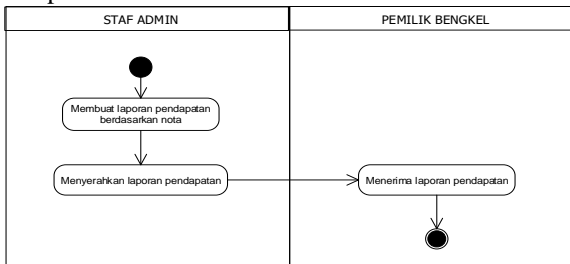 STAF ADMIN
PEMILIK BENGKEL
Membuat laporan pendapatan
berdasarkan nota
Menyerahkan laporan pendapatan
Menerima laporan pendapatan